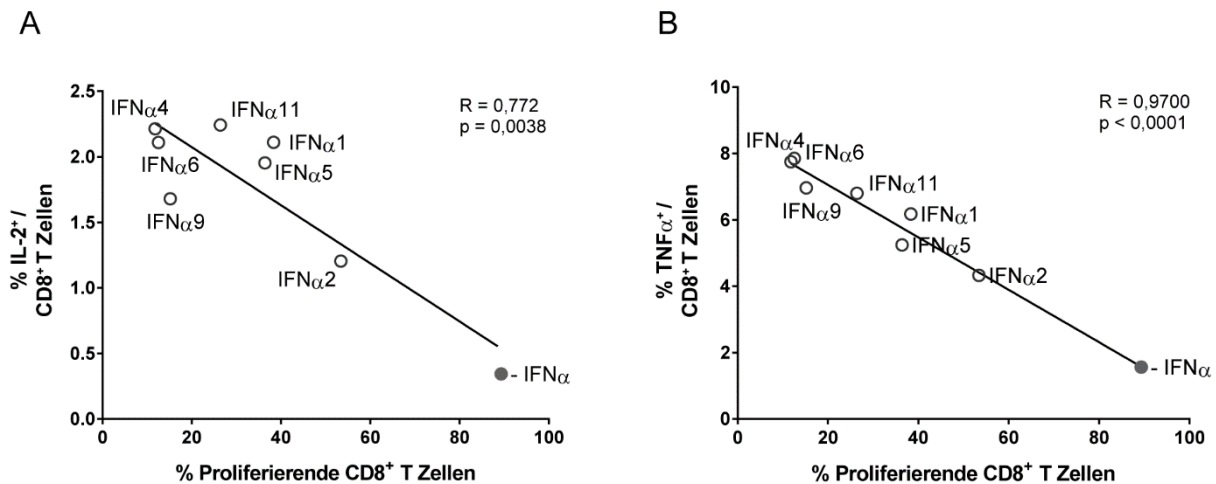 A
R = 0,772
p = 0,0038
IFNα4
IFNα11
IFNα1
IFNα6
IFNα5
IFNα9
IFNα2
- IFNα
2.5
2.0
1.5
1.0
0.5
0.0
% IL-2⁺/
CD8⁺T Zellen
0 20 40 60 80 100
% Proliferierende CD8⁺ T Zellen
B
R = 0,9700
p < 0,0001
IFNα4
IFNα6
IFNα11
IFNα9
IFNα1
IFNα5
IFNα2
- IFNα
10
8
6
4
2
0
% TNFα⁺/
CD8⁺T Zellen
0 20 40 60 80 100
% Proliferierende CD8⁺ T Zellen